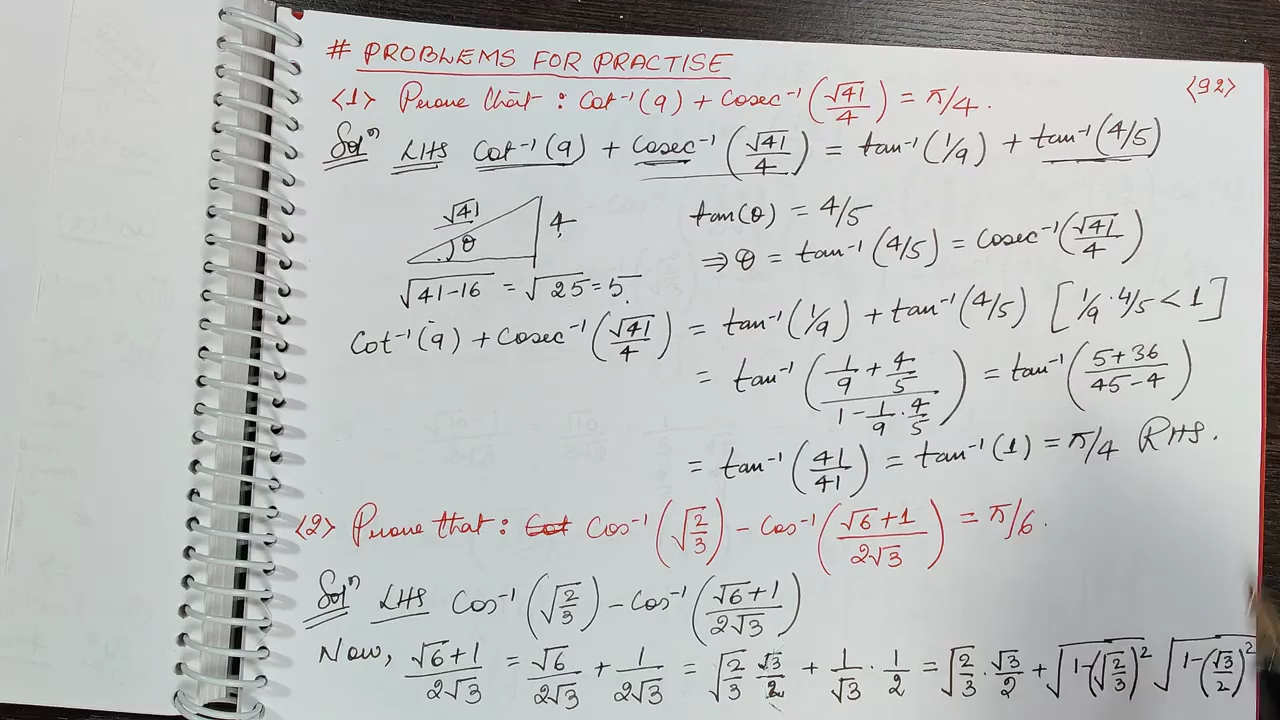 # PROBLEMS FOR PRACTISE
<92>
<1> Prove that : Cot⁻¹(9) + Cosec⁻¹(√41/4) = π/4.
Solⁿ LHS Cot⁻¹(9) + Cosec⁻¹(√41/4) = tan⁻¹(1/9) + tan⁻¹(4/5)
√41 θ 4
√41-16 = √25 = 5.
tan(θ) = 4/5
⇒ θ = tan⁻¹(4/5) = Cosec⁻¹(√41/4)
Cot⁻¹(9) + Cosec⁻¹(√41/4) = tan⁻¹(1/9) + tan⁻¹(4/5) [1/9 · 4/5 < 1]
= tan⁻¹((1/9 + 4/5)/(1 - 1/9 · 4/5)) = tan⁻¹((5+36)/(45-4))
= tan⁻¹(41/41) = tan⁻¹(1) = π/4 RHS.
<2> Prove that : Cos⁻¹(√2/3) - Cos⁻¹((√6+1)/2√3) = π/6.
Solⁿ LHS Cos⁻¹(√2/3) - Cos⁻¹((√6+1)/2√3)
Now, (√6+1)/2√3 = √6/2√3 + 1/2√3 = √2/3 √3/2 + 1/√3 · 1/2 = √2/3 · √3/2 + √1-(√2/3)² √1-(√3/2)²